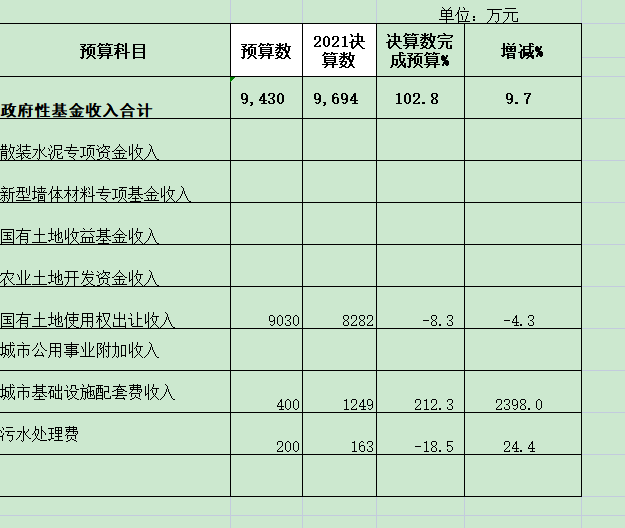 单位：万元
预算科目 预算数 2021决算数 决算数完成预算% 增减%
政府性基金收入合计 9,430 9,694 102.8 9.7
散装水泥专项资金收入
新型墙体材料专项基金收入
国有土地收益基金收入
农业土地开发资金收入
国有土地使用权出让收入 9030 8282 -8.3 -4.3
城市公用事业附加收入
城市基础设施配套费收入 400 1249 212.3 2398.0
污水处理费 200 163 -18.5 24.4